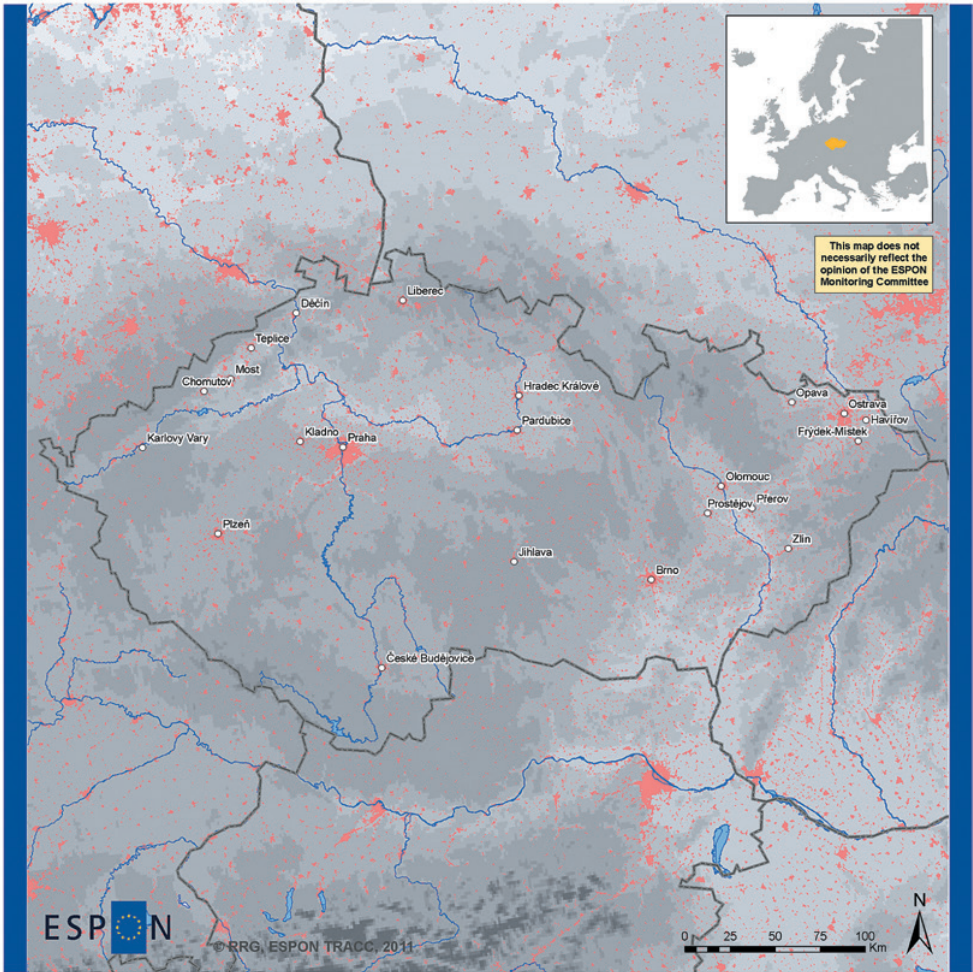 This map does not
necessarily reflect the
opinion of the ESPON
Monitoring Committee
Děčín
Liberec
Teplice
Most
Chomutov
Hradec Králové
Opava
Ostrava
Havířov
Frýdek-Místek
Pardubice
Karlovy Vary
Kladno
Praha
Olomouc
Prostějov
Přerov
Plzeň
Zlín
Jihlava
Brno
České Budějovice
N
ESPON
© RRG, ESPON TRACC, 2011
0 25 50 75 100
Km